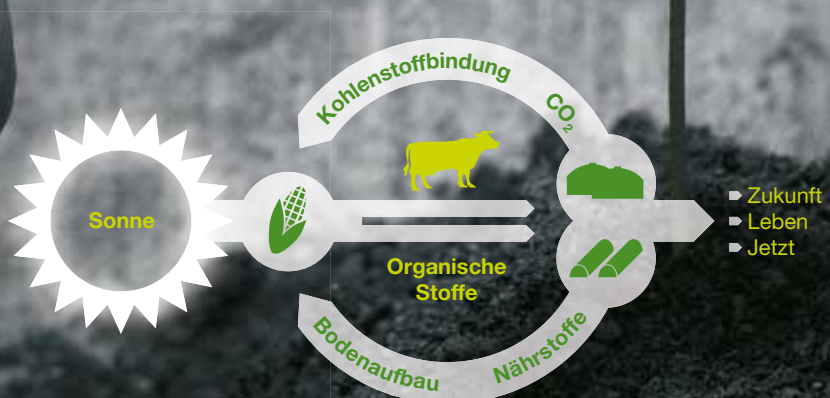 Kohlenstoffbindung
CO₂
Sonne
Organische
Stoffe
Zukunft
Leben
Jetzt
Bodenaufbau
Nährstoffe